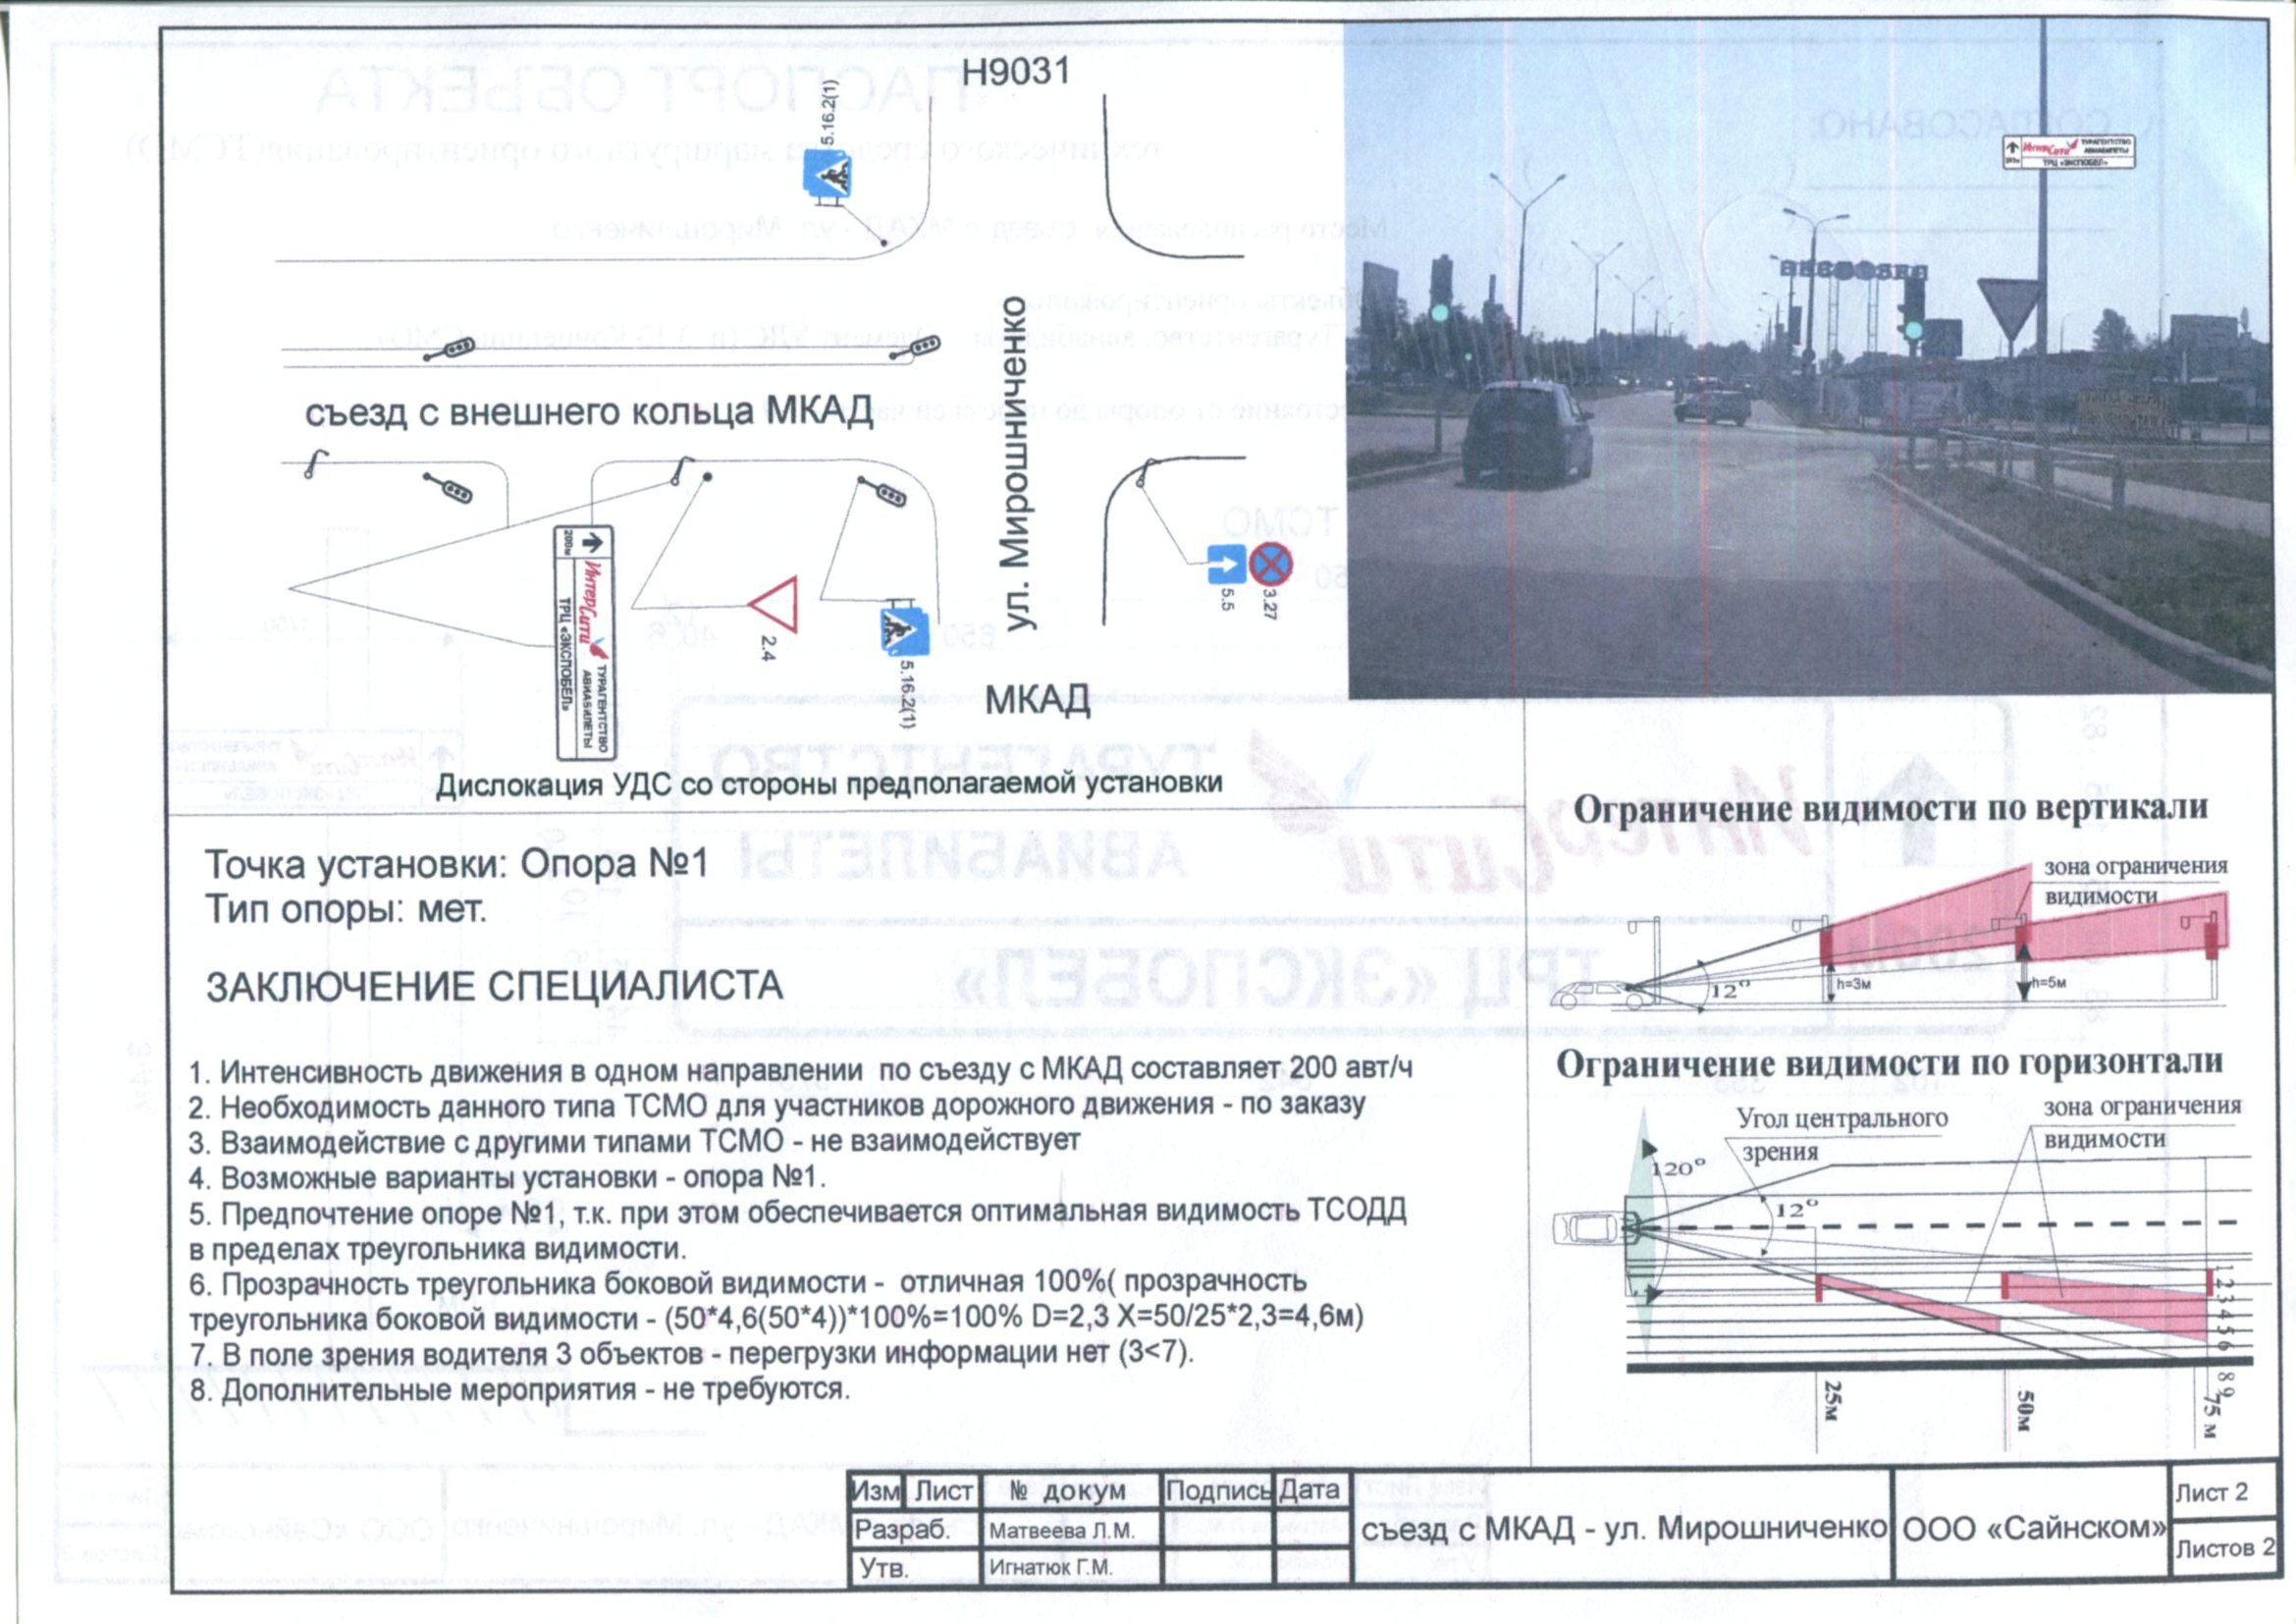 Н9031
5.16.2(1)
съезд с внешнего кольца МКАД
ул. Мирошниченко
200м
ИнтерСити
ТУРАГЕНТСТВО
АВИАБИЛЕТЫ
ТРЦ «ЭКСПОБЕЛ»
2.4
5.16.2(1)
5.5
3.27
МКАД
Дислокация УДС со стороны предполагаемой установки
ИнтерСити
ТУРАГЕНТСТВО
АВИАБИЛЕТЫ
ТРЦ «ЭКСПОБЕЛ»
Точка установки: Опора №1
Тип опоры: мет.
ЗАКЛЮЧЕНИЕ СПЕЦИАЛИСТА
1. Интенсивность движения в одном направлении по съезду с МКАД составляет 200 авт/ч
2. Необходимость данного типа ТСМО для участников дорожного движения - по заказу
3. Взаимодействие с другими типами ТСМО - не взаимодействует
4. Возможные варианты установки - опора №1.
5. Предпочтение опоре №1, т.к. при этом обеспечивается оптимальная видимость ТСОДД
в пределах треугольника видимости.
6. Прозрачность треугольника боковой видимости - отличная 100%( прозрачность
треугольника боковой видимости - (50*4,6(50*4))*100%=100% D=2,3 X=50/25*2,3=4,6м)
7. В поле зрения водителя 3 объектов - перегрузки информации нет (3<7).
8. Дополнительные мероприятия - не требуются.
Ограничение видимости по вертикали
зона ограничения
видимости
12°
h=3м
h=5м
Ограничение видимости по горизонтали
Угол центрального
зрения
зона ограничения
видимости
120°
12°
1 2 3 4 5 6
8 9
25м
50м
75 м
Изм Лист № докум Подпись Дата
Разраб. Матвеева Л.М.
Утв. Игнатюк Г.М.
съезд с МКАД - ул. Мирошниченко
ООО «Сайнском»
Лист 2
Листов 2